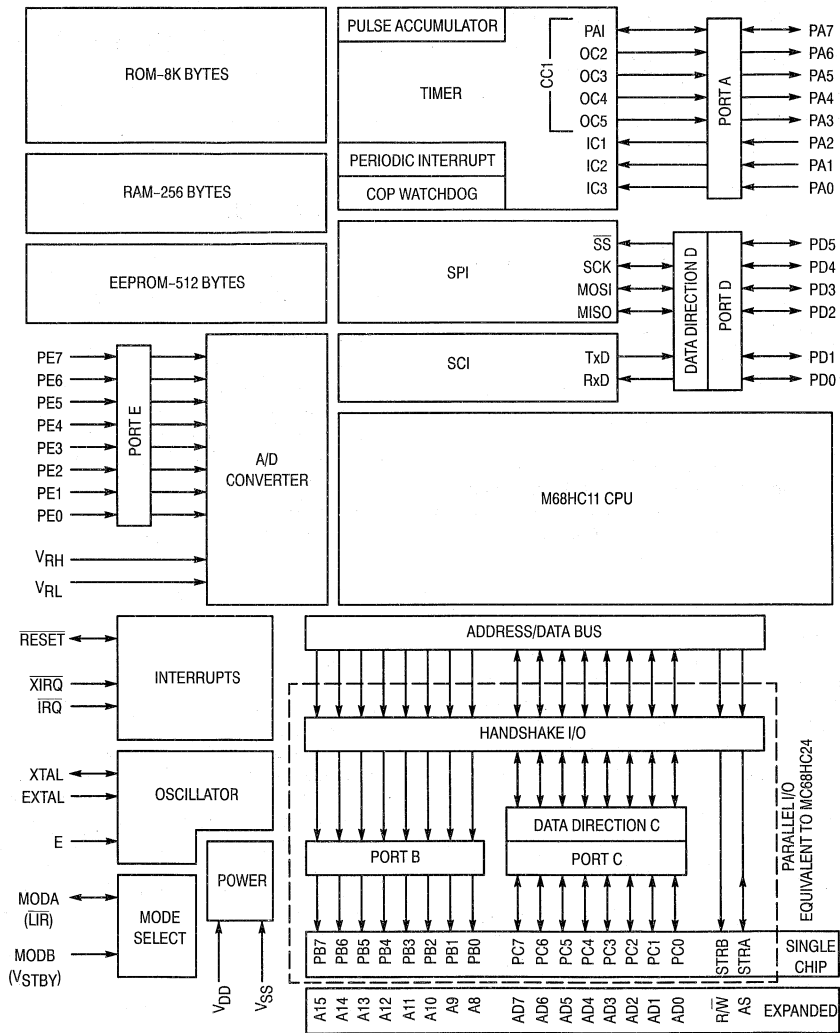 PULSE ACCUMULATOR
ROM–8K BYTES
TIMER
CC1
PAI
OC2
OC3
OC4
OC5
IC1
IC2
IC3
PORT A
PA7
PA6
PA5
PA4
PA3
PA2
PA1
PA0
PERIODIC INTERRUPT
COP WATCHDOG
RAM–256 BYTES
EEPROM–512 BYTES
SPI
S̅S̅
SCK
MOSI
MISO
SCI
TxD
RxD
DATA DIRECTION D
PORT D
PD5
PD4
PD3
PD2
PD1
PD0
PE7
PE6
PE5
PE4
PE3
PE2
PE1
PE0
PORT E
A/D
CONVERTER
VRH
VRL
M68HC11 CPU
R̅E̅S̅E̅T̅
X̅I̅R̅Q̅
I̅R̅Q̅
INTERRUPTS
ADDRESS/DATA BUS
HANDSHAKE I/O
XTAL
EXTAL
E
OSCILLATOR
DATA DIRECTION C
PORT B
PORT C
PARALLEL I/O
EQUIVALENT TO MC68HC24
POWER
MODA
(L̅I̅R̅)
MODB
(VSTBY)
MODE
SELECT
VDD
VSS
PB7 PB6 PB5 PB4 PB3 PB2 PB1 PB0 PC7 PC6 PC5 PC4 PC3 PC2 PC1 PC0 STRB STRA
SINGLE
CHIP
A15 A14 A13 A12 A11 A10 A9 A8 AD7 AD6 AD5 AD4 AD3 AD2 AD1 AD0 R/W̅ AS EXPANDED